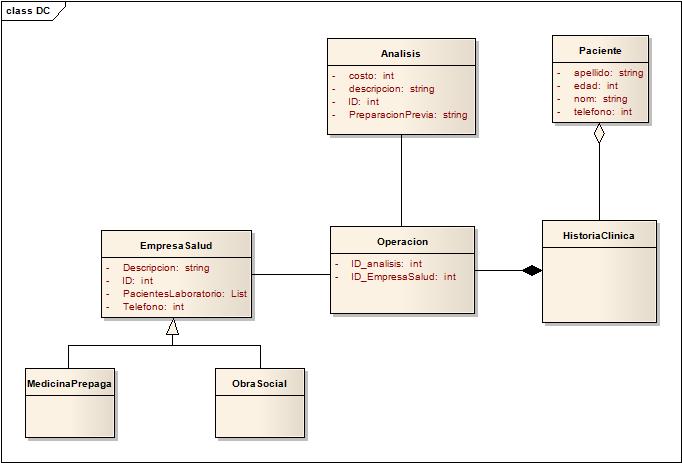 class DC
Analisis
- costo: int
- descripcion: string
- ID: int
- PreparacionPrevia: string
Paciente
- apellido: string
- edad: int
- nom: string
- telefono: int
EmpresaSalud
- Descripcion: string
- ID: int
- PacientesLaboratorio: List
- Telefono: int
Operacion
- ID_analisis: int
- ID_EmpresaSalud: int
HistoriaClinica
MedicinaPrepaga
ObraSocial